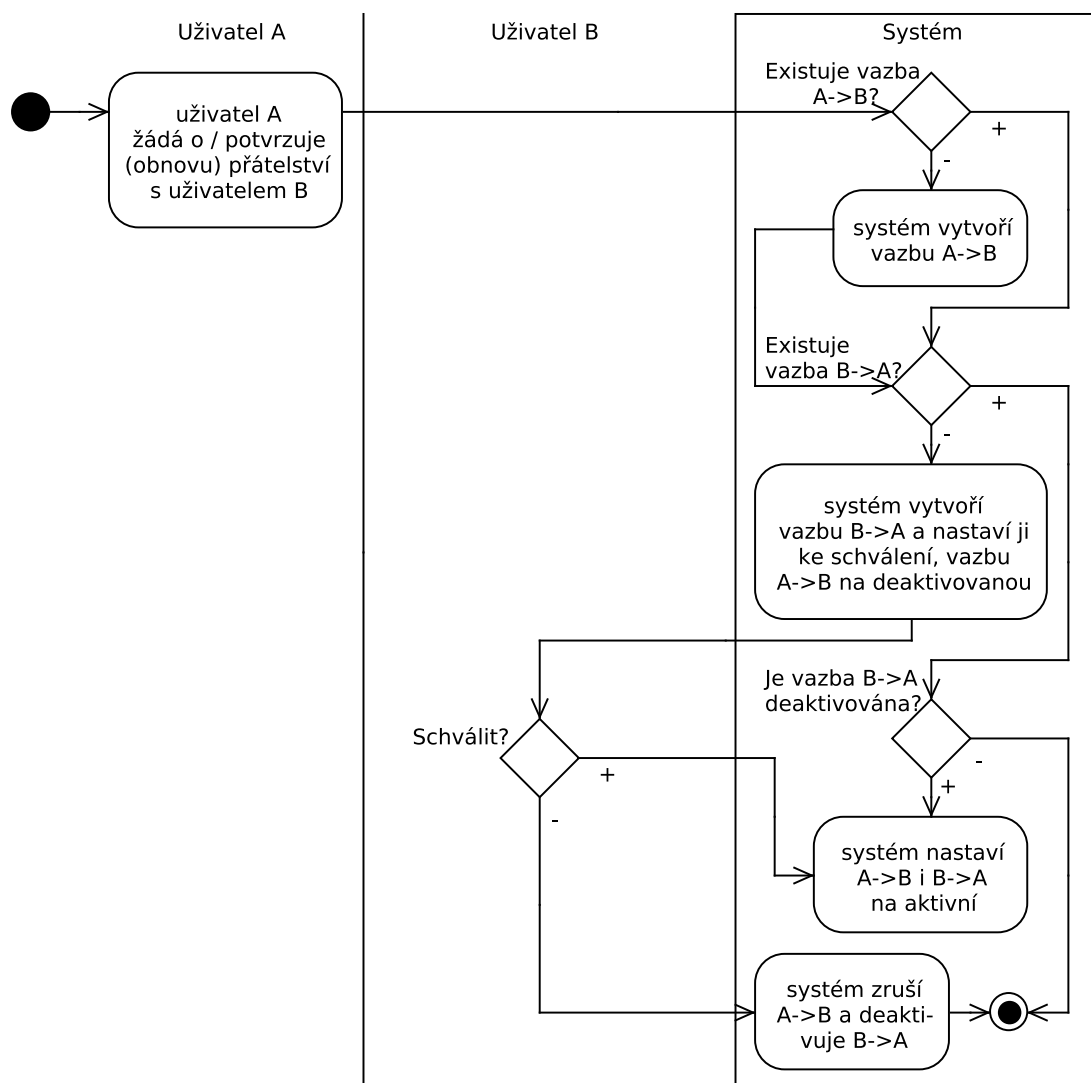 Uživatel A
Uživatel B
Systém
uživatel A
žádá o / potvrzuje
(obnovu) přátelství
s uživatelem B
Existuje vazba
A->B?
+
-
systém vytvoří
vazbu A->B
Existuje
vazba B->A?
+
-
systém vytvoří
vazbu B->A a nastaví ji
ke schválení, vazbu
A->B na deaktivovanou
Je vazba B->A
deaktivována?
-
+
Schválit?
+
-
systém nastaví
A->B i B->A
na aktivní
systém zruší
A->B a deakti-
vuje B->A